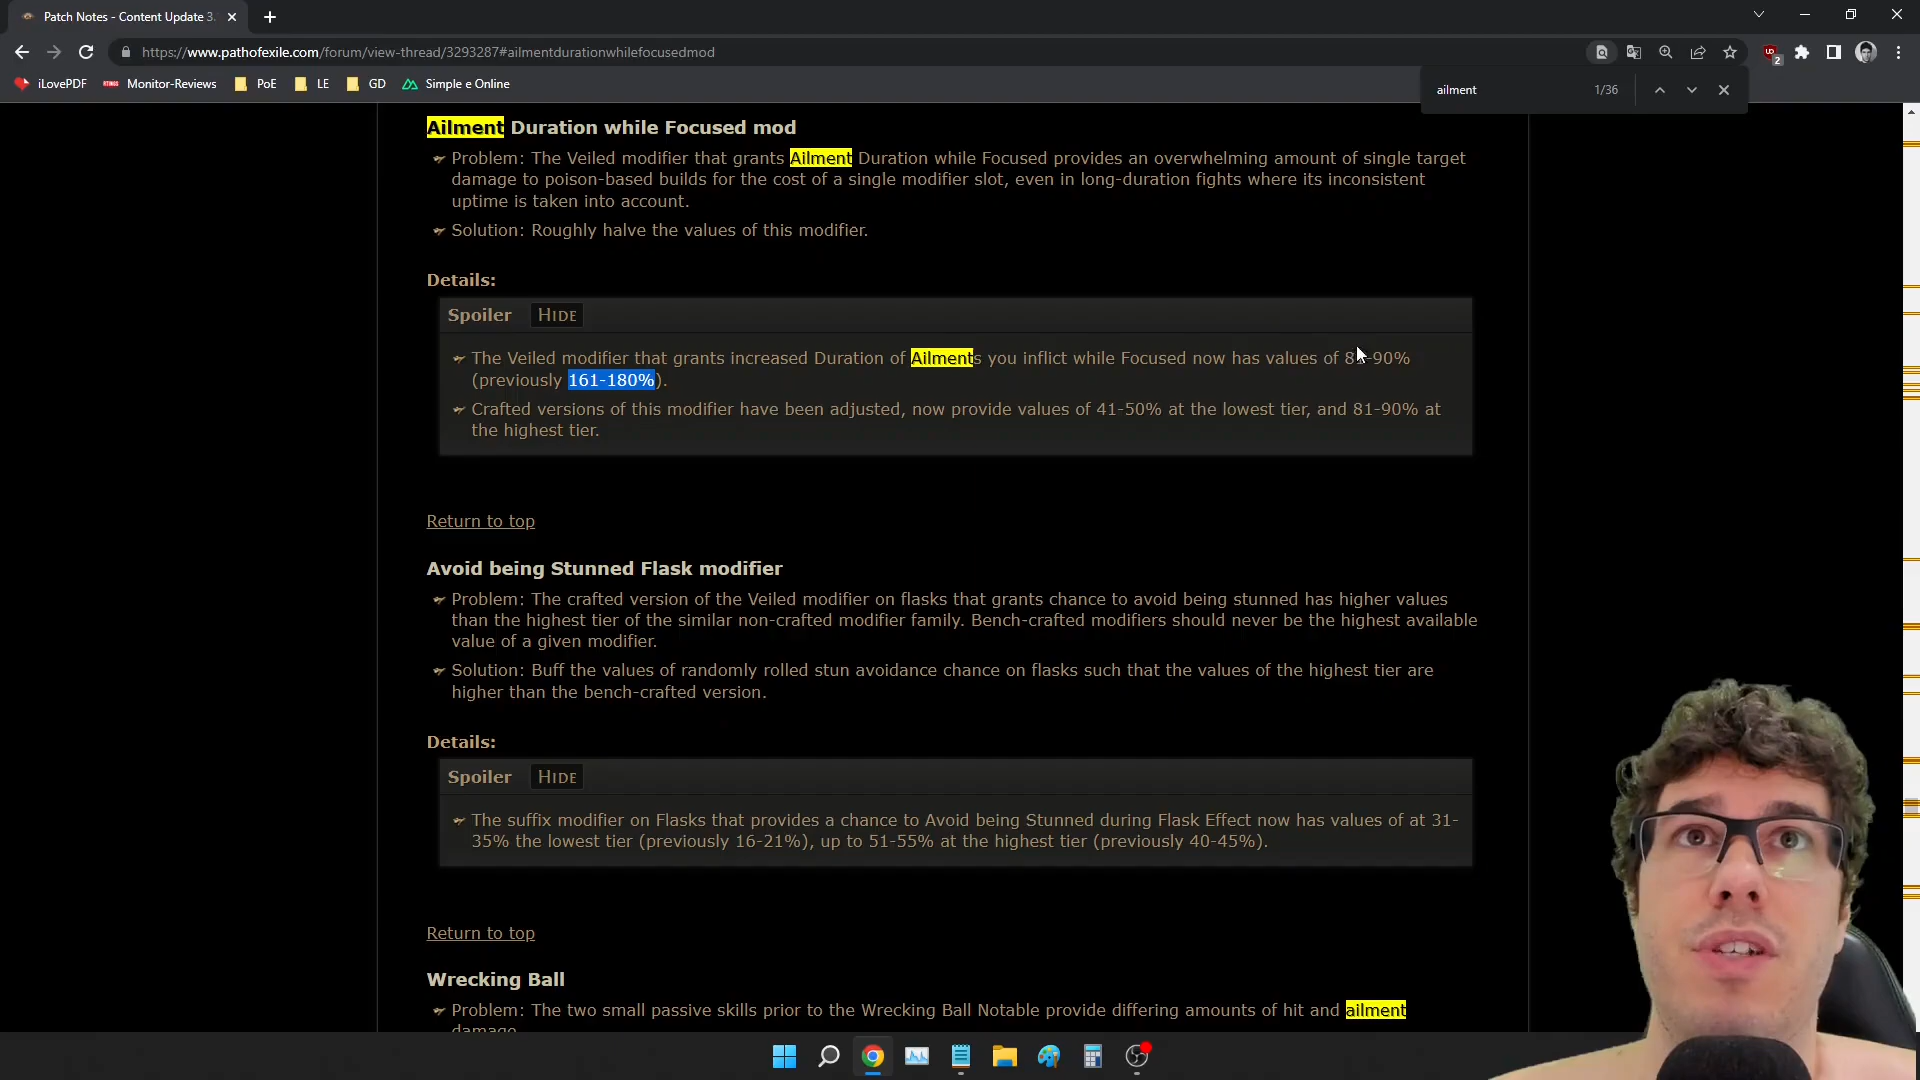 Patch Notes - Content Update 3.
https://www.pathofexile.com/forum/view-thread/3293287#ailmentdurationwhilefocusedmod
2
iLovePDF
Monitor-Reviews
PoE
LE
GD
Simple e Online
ailment
1/36
Ailment Duration while Focused mod
Problem: The Veiled modifier that grants Ailment Duration while Focused provides an overwhelming amount of single target
damage to poison-based builds for the cost of a single modifier slot, even in long-duration fights where its inconsistent
uptime is taken into account.
Solution: Roughly halve the values of this modifier.
Details:
Spoiler HIDE
The Veiled modifier that grants increased Duration of Ailments you inflict while Focused now has values of 90%
(previously 161-180%).
Crafted versions of this modifier have been adjusted, now provide values of 41-50% at the lowest tier, and 81-90% at
the highest tier.
Return to top
Avoid being Stunned Flask modifier
Problem: The crafted version of the Veiled modifier on flasks that grants chance to avoid being stunned has higher values
than the highest tier of the similar non-crafted modifier family. Bench-crafted modifiers should never be the highest available
value of a given modifier.
Solution: Buff the values of randomly rolled stun avoidance chance on flasks such that the values of the highest tier are
higher than the bench-crafted version.
Details:
Spoiler HIDE
The suffix modifier on Flasks that provides a chance to Avoid being Stunned during Flask Effect now has values of at 31-
35% the lowest tier (previously 16-21%), up to 51-55% at the highest tier (previously 40-45%).
Return to top
Wrecking Ball
Problem: The two small passive skills prior to the Wrecking Ball Notable provide differing amounts of hit and ailment
damage.